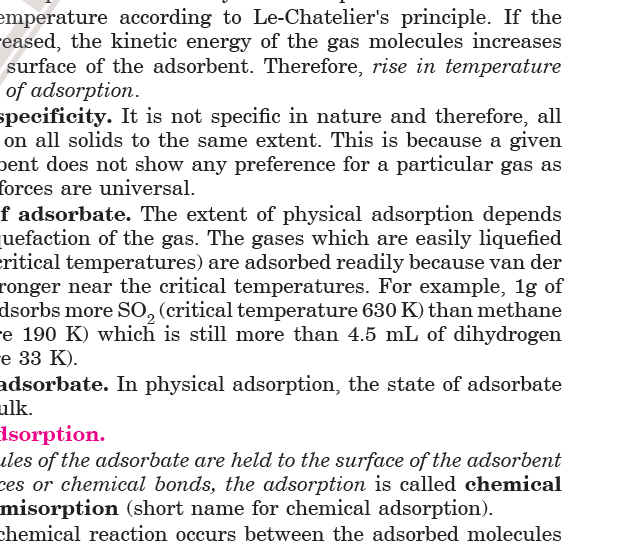 temperature according to Le-Chatelier's principle. If the
reased, the kinetic energy of the gas molecules increases
surface of the adsorbent. Therefore, rise in temperature
of adsorption.
specificity. It is not specific in nature and therefore, all
on all solids to the same extent. This is because a given
bent does not show any preference for a particular gas as
forces are universal.
f adsorbate. The extent of physical adsorption depends
uefaction of the gas. The gases which are easily liquefied
critical temperatures) are adsorbed readily because van der
ronger near the critical temperatures. For example, 1g of
dsorbs more SO₂ (critical temperature 630 K) than methane
re 190 K) which is still more than 4.5 mL of dihydrogen
e 33 K).
adsorbate. In physical adsorption, the state of adsorbate
ulk.
dsorption.
ules of the adsorbate are held to the surface of the adsorbent
ces or chemical bonds, the adsorption is called chemical
misorption (short name for chemical adsorption).
chemical reaction occurs between the adsorbed molecules